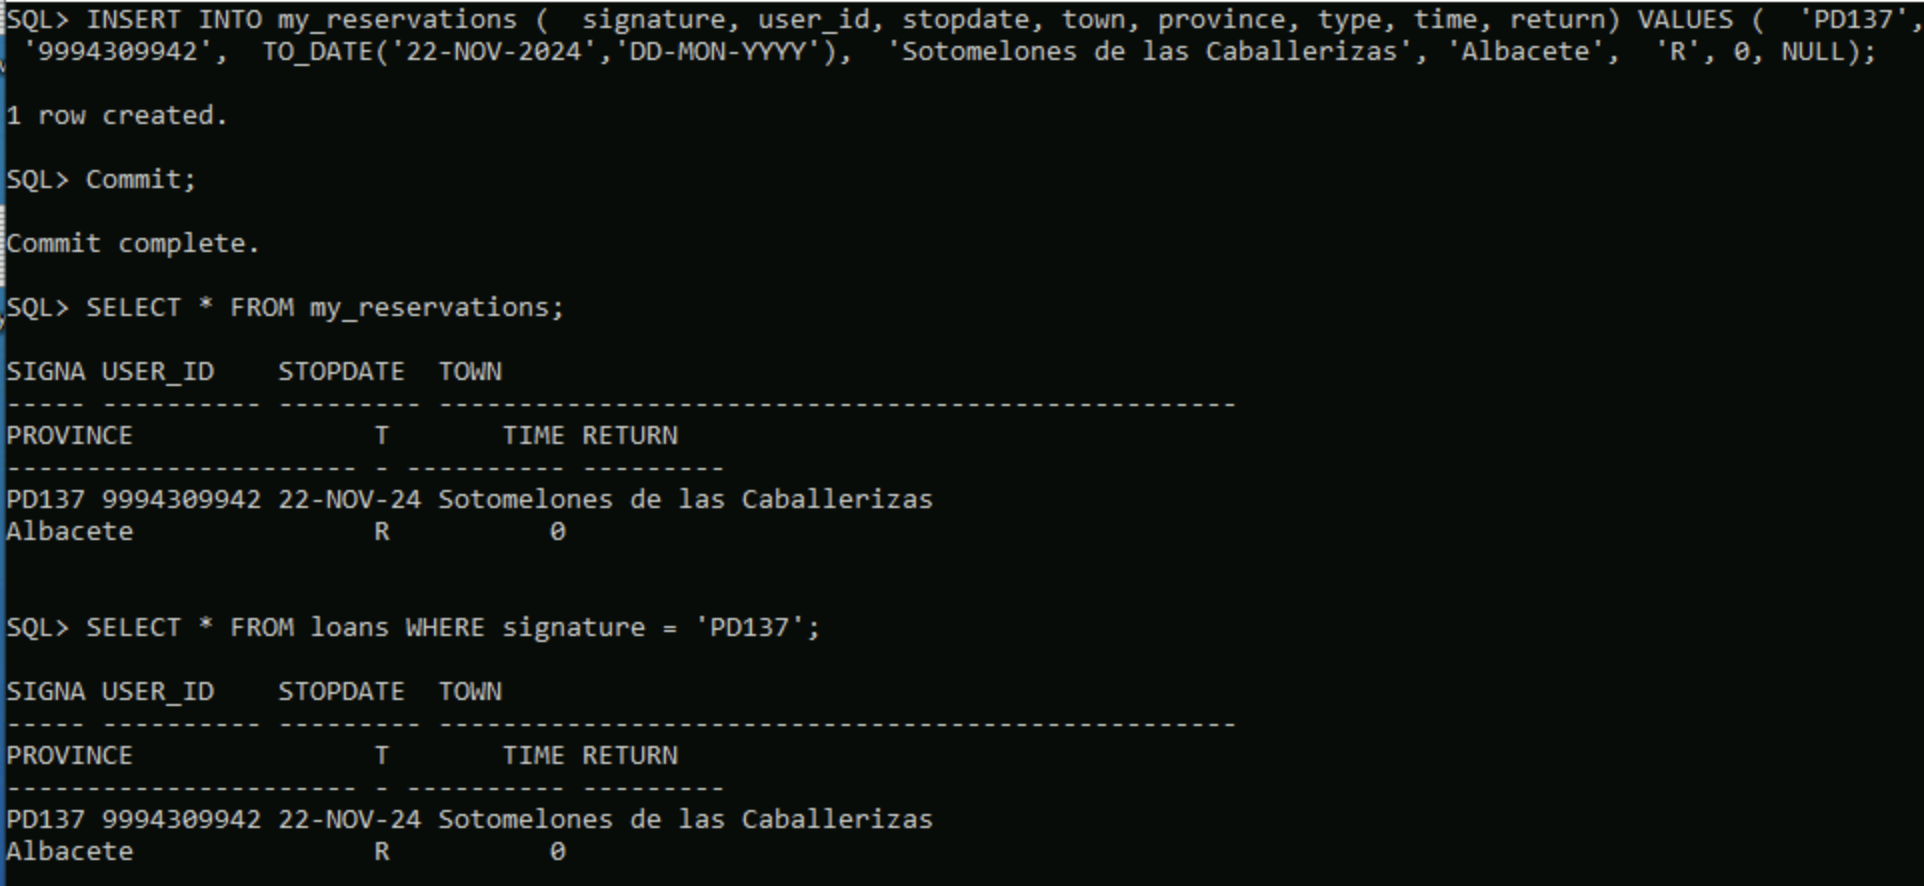 SQL> INSERT INTO my_reservations (  signature, user_id, stopdate, town, province, type, time, return) VALUES (  'PD137',
 '9994309942',  TO_DATE('22-NOV-2024','DD-MON-YYYY'),  'Sotomelones de las Caballerizas', 'Albacete',  'R', 0, NULL);
1 row created.
SQL> Commit;
Commit complete.
SQL> SELECT * FROM my_reservations;
SIGNA USER_ID    STOPDATE  TOWN
----- ---------- --------- --------------------------------------------------
PROVINCE               T       TIME RETURN
---------------------- - ---------- ---------
PD137 9994309942 22-NOV-24 Sotomelones de las Caballerizas
Albacete               R          0
SQL> SELECT * FROM loans WHERE signature = 'PD137';
SIGNA USER_ID    STOPDATE  TOWN
----- ---------- --------- --------------------------------------------------
PROVINCE               T       TIME RETURN
---------------------- - ---------- ---------
PD137 9994309942 22-NOV-24 Sotomelones de las Caballerizas
Albacete               R          0